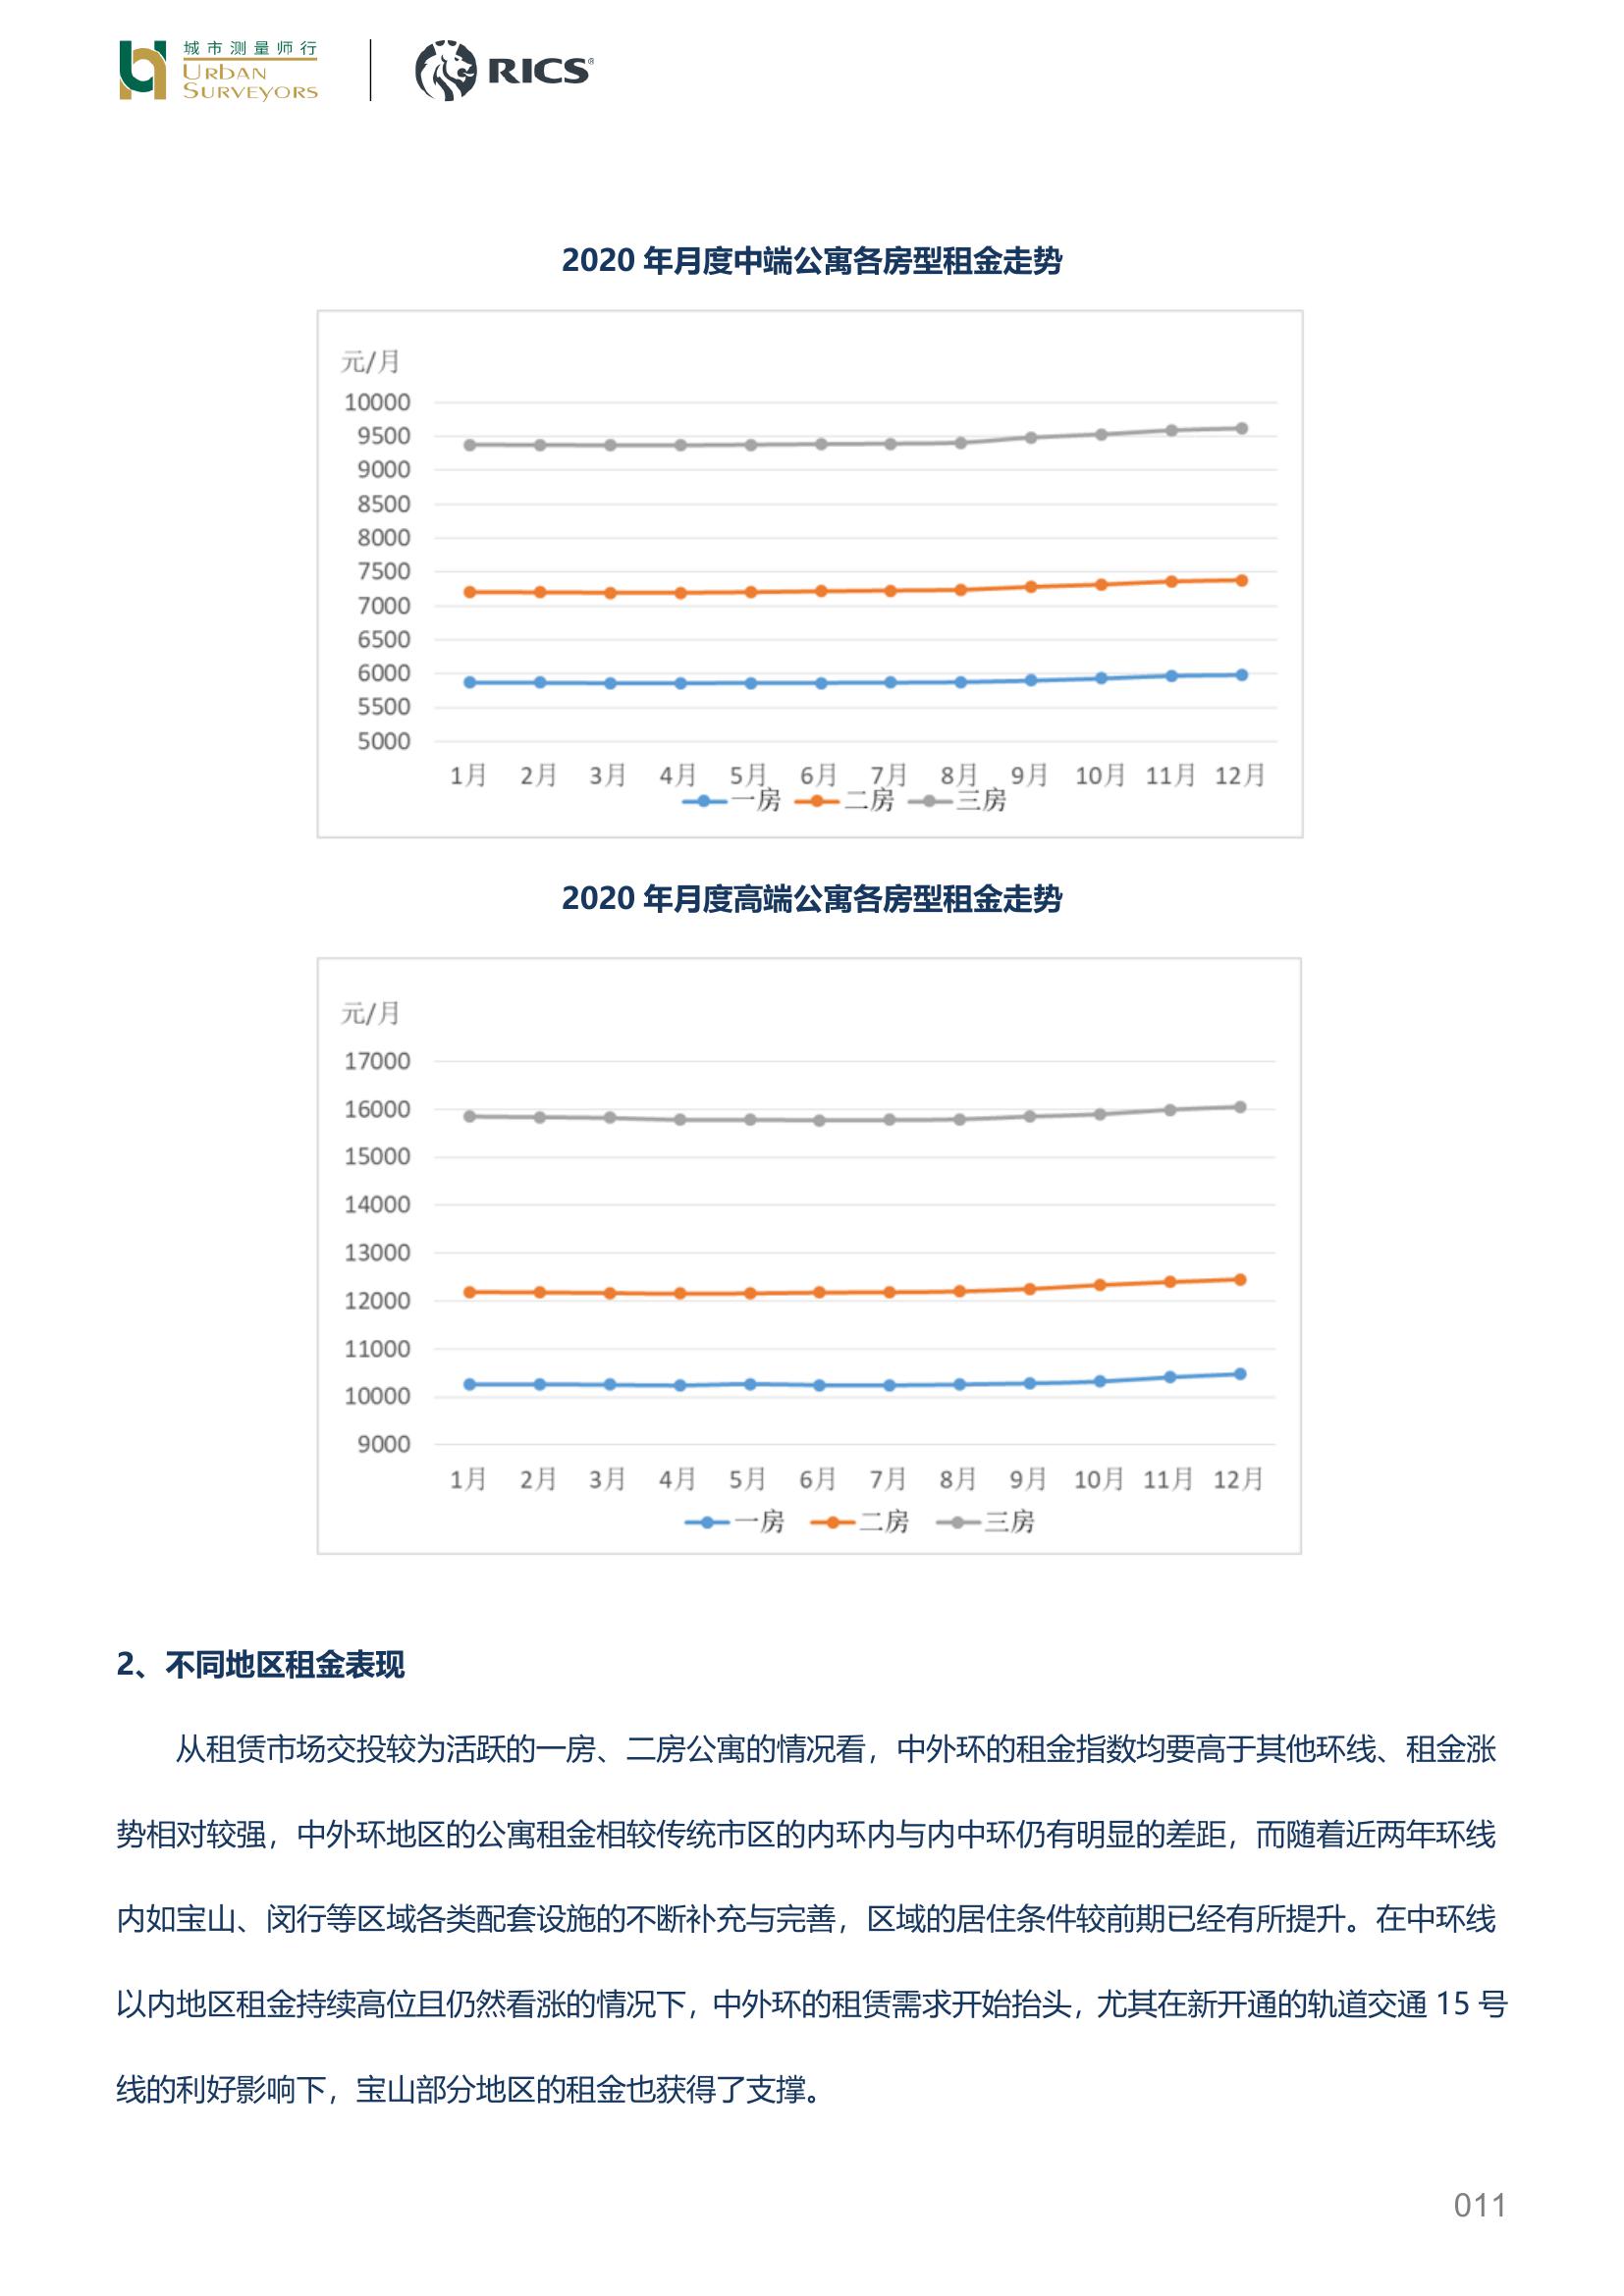 城市测量师行
URBAN
SURVEYORS
RICS®
2020 年月度中端公寓各房型租金走势
元/月
10000
9500
9000
8500
8000
7500
7000
6500
6000
5500
5000
1月 2月 3月 4月 5月 6月 7月 8月 9月 10月 11月 12月
一房 二房 三房
2020 年月度高端公寓各房型租金走势
元/月
17000
16000
15000
14000
13000
12000
11000
10000
9000
1月 2月 3月 4月 5月 6月 7月 8月 9月 10月 11月 12月
一房 二房 三房
2、不同地区租金表现
从租赁市场交投较为活跃的一房、二房公寓的情况看，中外环的租金指数均要高于其他环线、租金涨
势相对较强，中外环地区的公寓租金相较传统市区的内环内与内中环仍有明显的差距，而随着近两年环线
内如宝山、闵行等区域各类配套设施的不断补充与完善，区域的居住条件较前期已经有所提升。在中环线
以内地区租金持续高位且仍然看涨的情况下，中外环的租赁需求开始抬头，尤其在新开通的轨道交通 15 号
线的利好影响下，宝山部分地区的租金也获得了支撑。
011